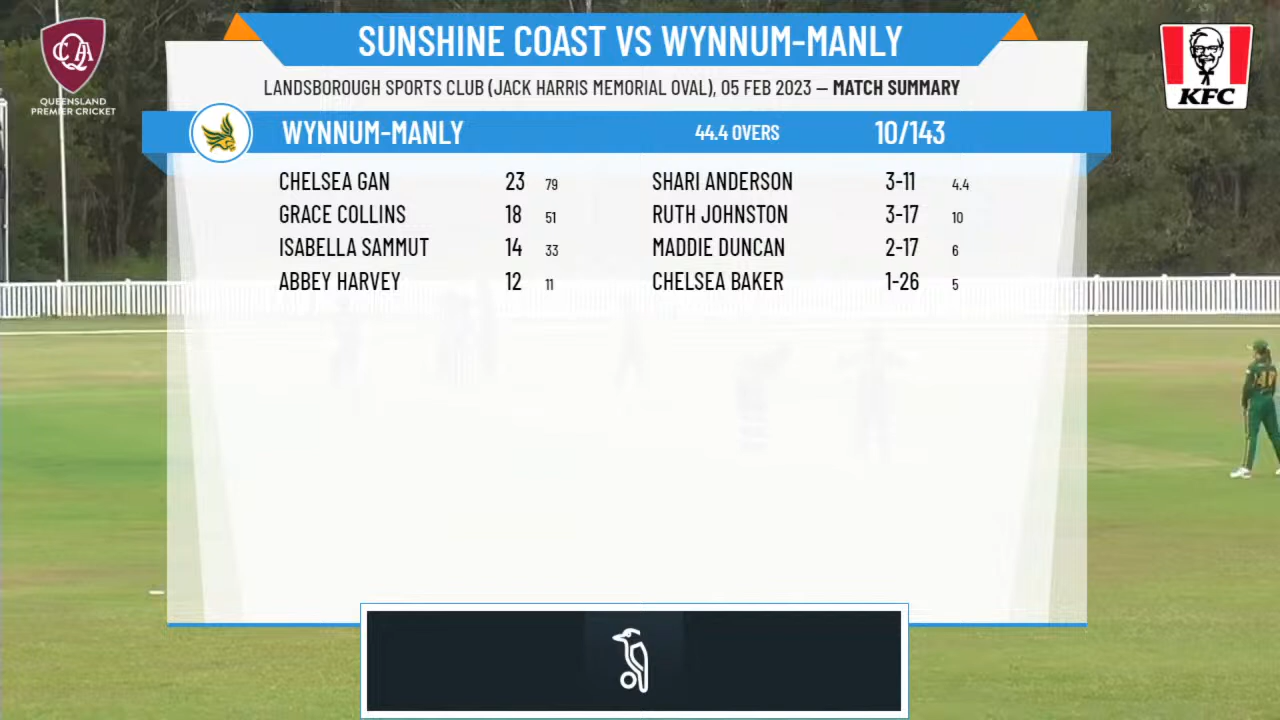 SUNSHINE COAST VS WYNNUM-MANLY
LANDSBOROUGH SPORTS CLUB (JACK HARRIS MEMORIAL OVAL), 05 FEB 2023 – MATCH SUMMARY
QUEENSLAND
PREMIER CRICKET
KFC
WYNNUM-MANLY 44.4 OVERS 10/143
CHELSEA GAN 23 79 SHARI ANDERSON 3-11 4.4
GRACE COLLINS 18 51 RUTH JOHNSTON 3-17 10
ISABELLA SAMMUT 14 33 MADDIE DUNCAN 2-17 6
ABBEY HARVEY 12 11 CHELSEA BAKER 1-26 5